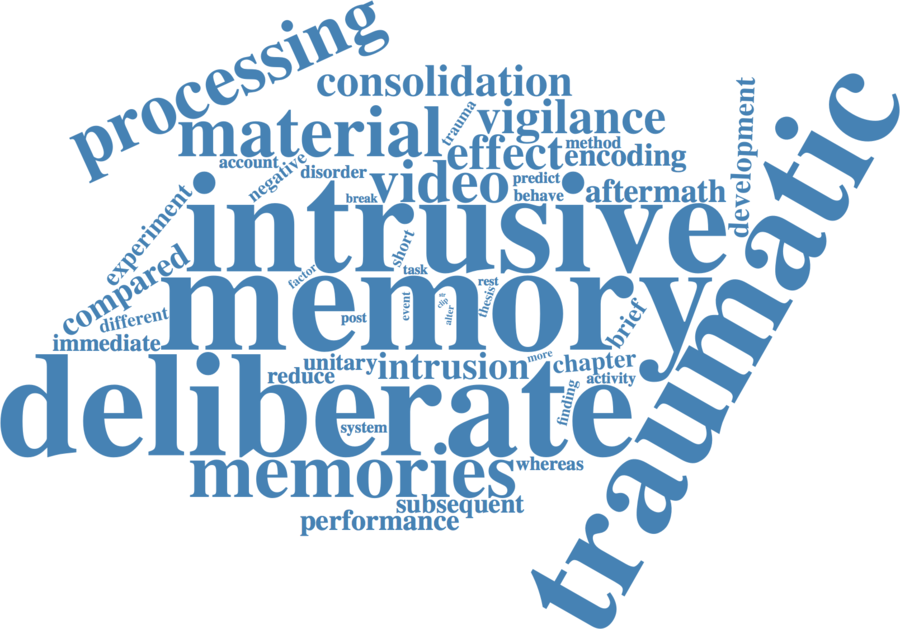 processing
consolidation
trauma
vigilance
material
effect
method
encoding
development
traumatic
account
negative
disorder
video
predict
behave
aftermath
break
experiment
intrusive
short
compared
factor
task
rest
memory
different
post
event
clip
alter
thesis
brief
immediate
unitary
intrusion
more
chapter
reduce
activity
deliberate
finding
system
memories
whereas
subsequent
performance